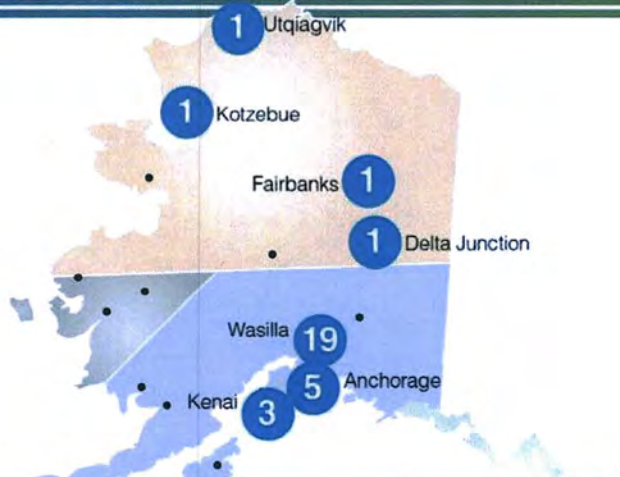 1 Utqiagvik
1 Kotzebue
Fairbanks 1
1 Delta Junction
Wasilla 19
5 Anchorage
Kenai 3